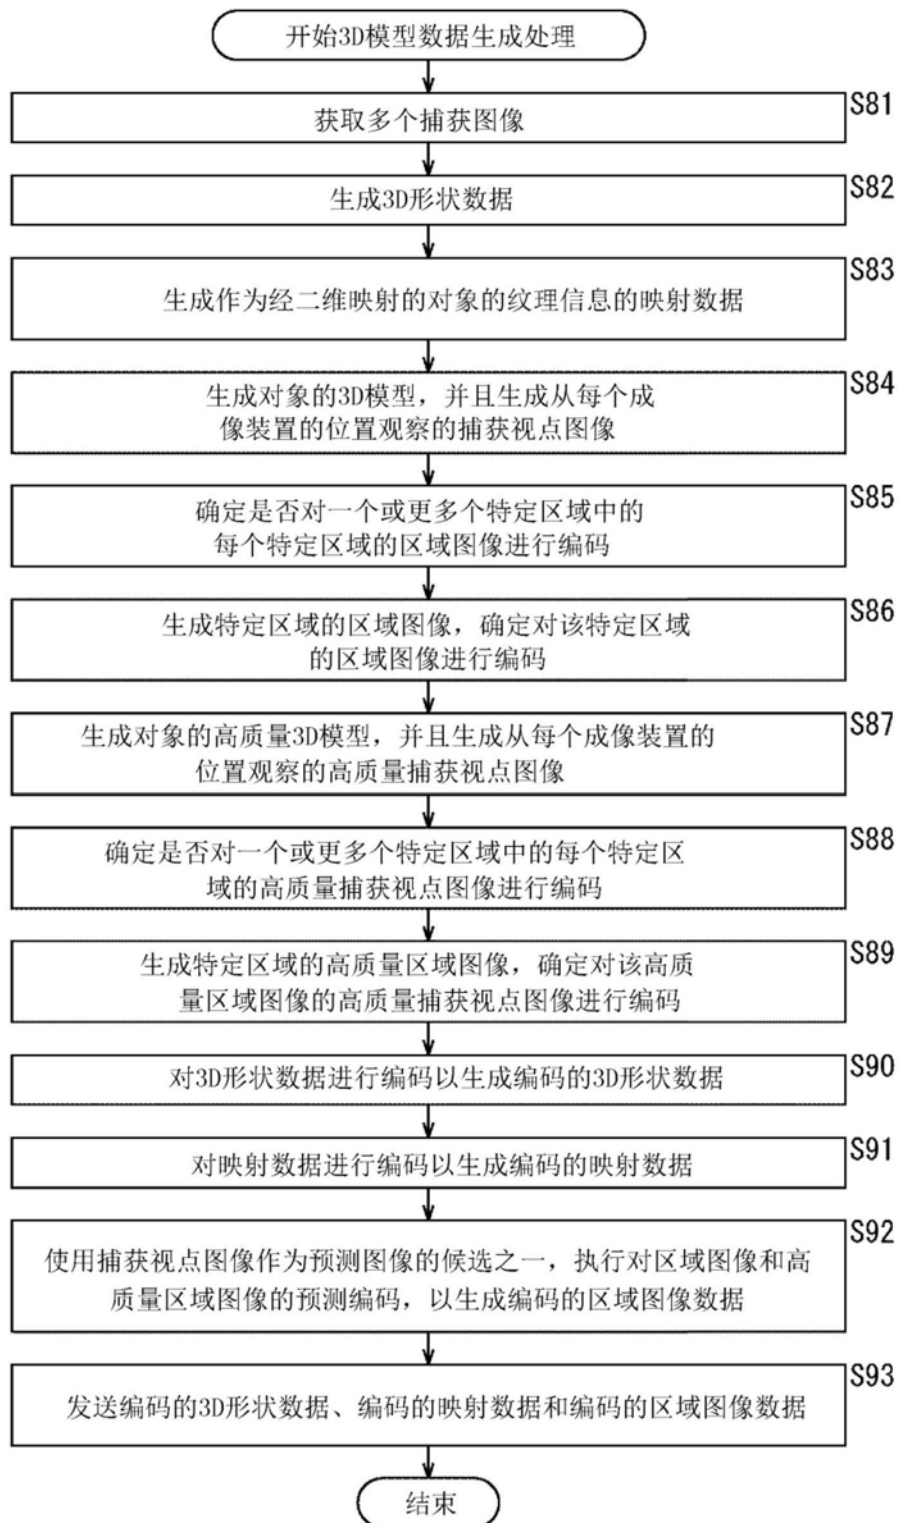 开始3D模型数据生成处理
S81
获取多个捕获图像
S82
生成3D形状数据
S83
生成作为经二维映射的对象的纹理信息的映射数据
S84
生成对象的3D模型，并且生成从每个成
像装置的位置观察的捕获视点图像
S85
确定是否对一个或更多个特定区域中的
每个特定区域的区域图像进行编码
S86
生成特定区域的区域图像，确定对该特定区域
的区域图像进行编码
S87
生成对象的高质量3D模型，并且生成从每个成像装置的
位置观察的高质量捕获视点图像
S88
确定是否对一个或更多个特定区域中的每个特定区
域的高质量捕获视点图像进行编码
S89
生成特定区域的高质量区域图像，确定对该高质
量区域图像的高质量捕获视点图像进行编码
S90
对3D形状数据进行编码以生成编码的3D形状数据
S91
对映射数据进行编码以生成编码的映射数据
S92
使用捕获视点图像作为预测图像的候选之一，执行对区域图像和高
质量区域图像的预测编码，以生成编码的区域图像数据
S93
发送编码的3D形状数据、编码的映射数据和编码的区域图像数据
结束